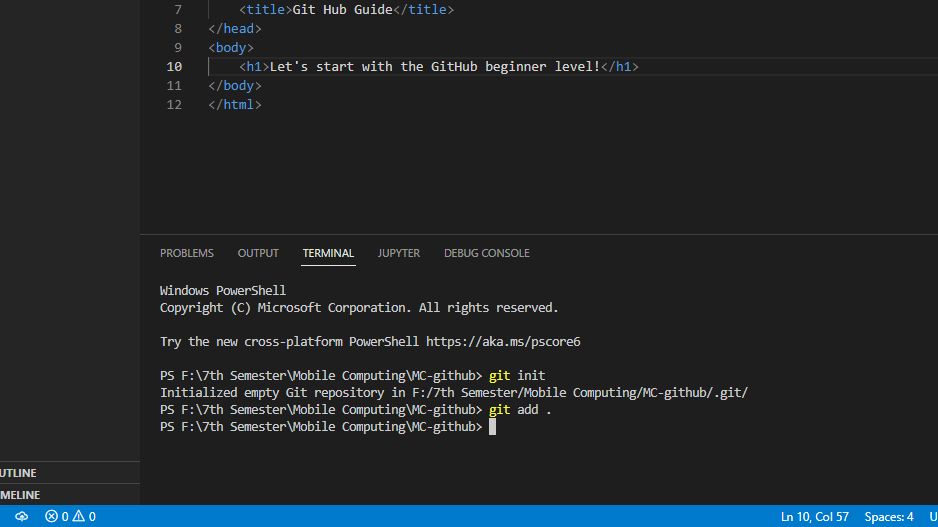 7 <title>Git Hub Guide</title>
8 </head>
9 <body>
10 <h1>Let's start with the GitHub beginner level!</h1>
11 </body>
12 </html>
PROBLEMS OUTPUT TERMINAL JUPYTER DEBUG CONSOLE
Windows PowerShell
Copyright (C) Microsoft Corporation. All rights reserved.
Try the new cross-platform PowerShell https://aka.ms/pscore6
PS F:\7th Semester\Mobile Computing\MC-github> git init
Initialized empty Git repository in F:/7th Semester/Mobile Computing/MC-github/.git/
PS F:\7th Semester\Mobile Computing\MC-github> git add .
PS F:\7th Semester\Mobile Computing\MC-github>
UTLINE
MELINE
0 0 Ln 10, Col 57 Spaces: 4 U